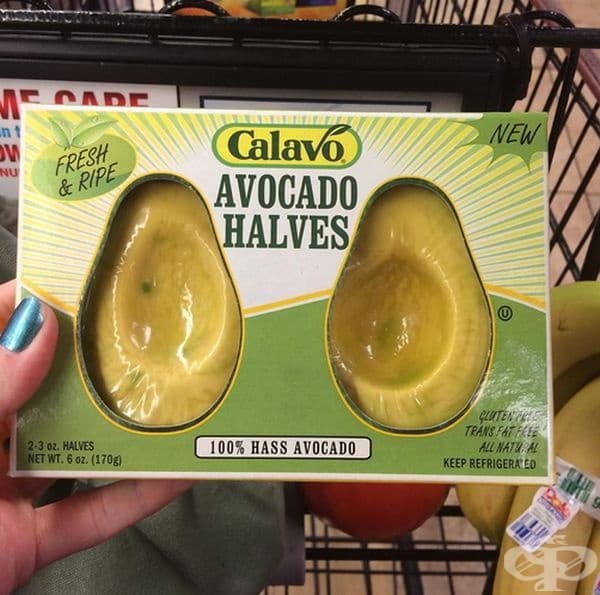 FRESH
& RIPE
Calavo
NEW
AVOCADO
HALVES
U
GLUTEN FREE
TRANS FAT FREE
ALL NATURAL
2-3 oz. HALVES
NET WT. 6 oz. (170g)
100% HASS AVOCADO
KEEP REFRIGERATED